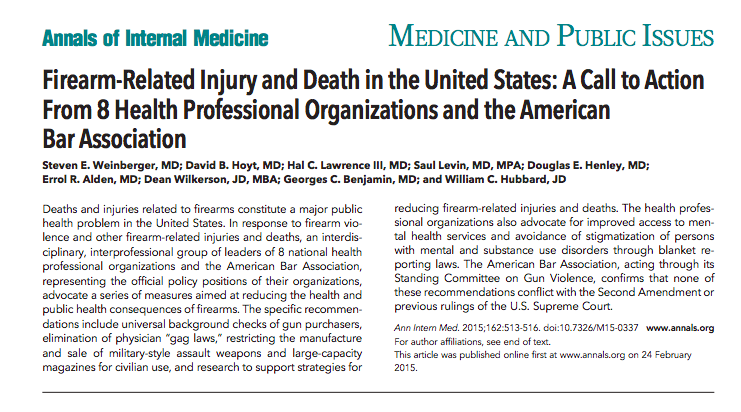 Annals of Internal Medicine
MEDICINE AND PUBLIC ISSUES
Firearm-Related Injury and Death in the United States: A Call to Action
From 8 Health Professional Organizations and the American
Bar Association
Steven E. Weinberger, MD; David B. Hoyt, MD; Hal C. Lawrence III, MD; Saul Levin, MD, MPA; Douglas E. Henley, MD;
Errol R. Alden, MD; Dean Wilkerson, JD, MBA; Georges C. Benjamin, MD; and William C. Hubbard, JD
Deaths and injuries related to firearms constitute a major public
health problem in the United States. In response to firearm vio-
lence and other firearm-related injuries and deaths, an interdis-
ciplinary, interprofessional group of leaders of 8 national health
professional organizations and the American Bar Association,
representing the official policy positions of their organizations,
advocate a series of measures aimed at reducing the health and
public health consequences of firearms. The specific recommen-
dations include universal background checks of gun purchasers,
elimination of physician “gag laws,” restricting the manufacture
and sale of military-style assault weapons and large-capacity
magazines for civilian use, and research to support strategies for
reducing firearm-related injuries and deaths. The health profes-
sional organizations also advocate for improved access to men-
tal health services and avoidance of stigmatization of persons
with mental and substance use disorders through blanket re-
porting laws. The American Bar Association, acting through its
Standing Committee on Gun Violence, confirms that none of
these recommendations conflict with the Second Amendment or
previous rulings of the U.S. Supreme Court.
Ann Intern Med. 2015;162:513-516. doi:10.7326/M15-0337 www.annals.org
For author affiliations, see end of text.
This article was published online first at www.annals.org on 24 February
2015.